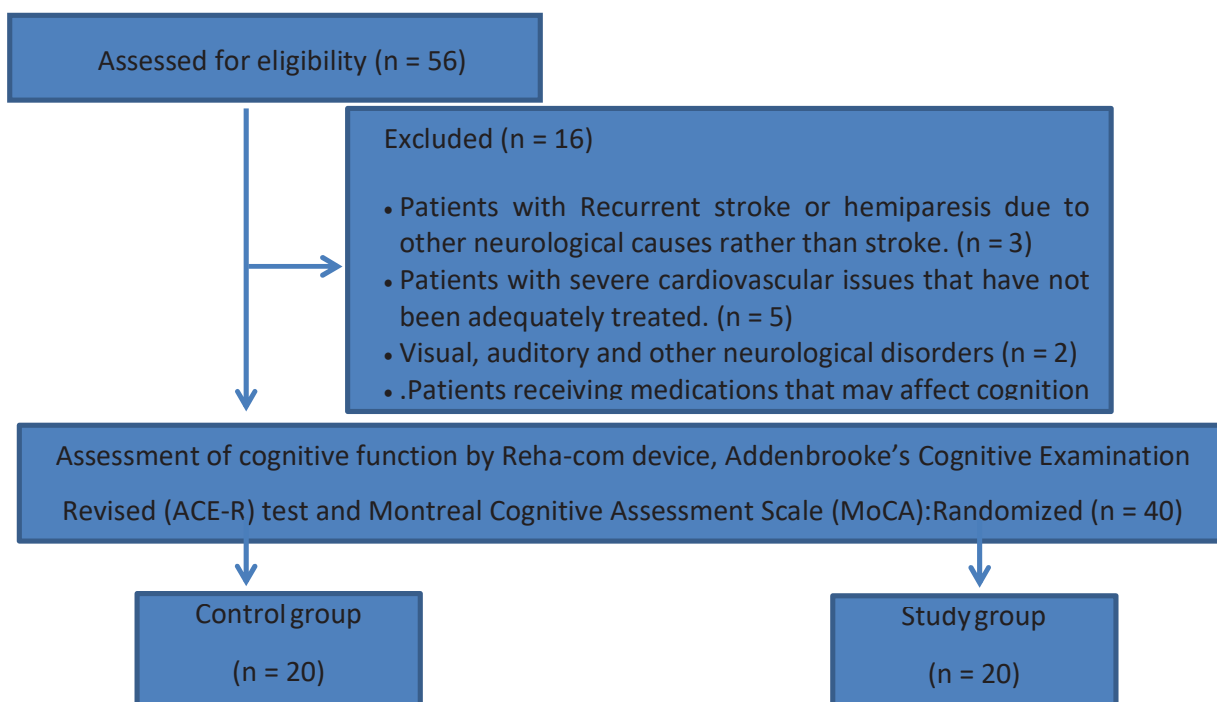 Assessed for eligibility (n = 56)
Excluded (n = 16)
• Patients with Recurrent stroke or hemiparesis due to
other neurological causes rather than stroke. (n = 3)
• Patients with severe cardiovascular issues that have not
been adequately treated. (n = 5)
• Visual, auditory and other neurological disorders (n = 2)
• .Patients receiving medications that may affect cognition
Assessment of cognitive function by Reha-com device, Addenbrooke’s Cognitive Examination
Revised (ACE-R) test and Montreal Cognitive Assessment Scale (MoCA):Randomized (n = 40)
Control group
(n = 20)
Study group
(n = 20)